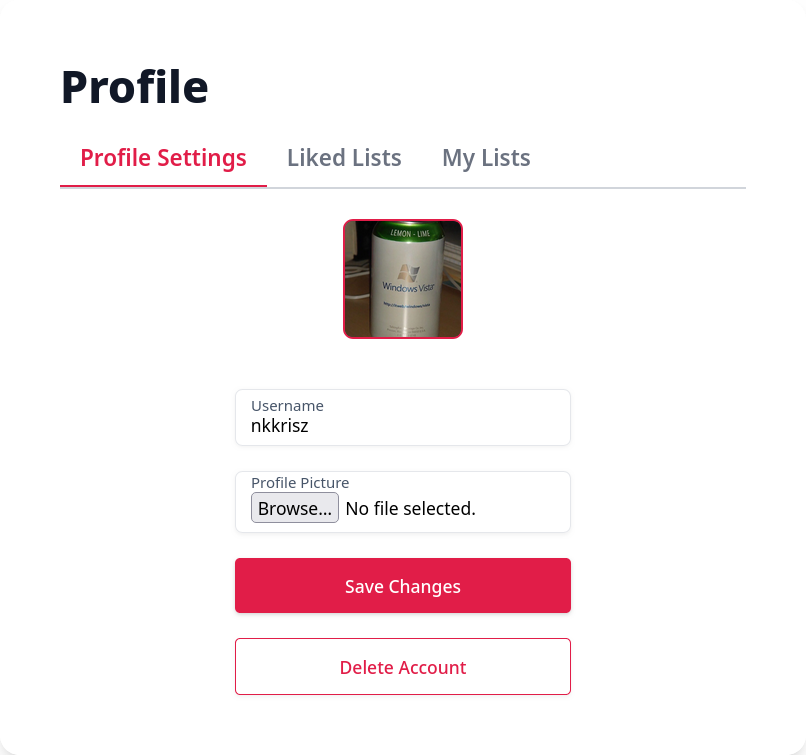 Profile
Profile Settings
Liked Lists
My Lists
LEMON - LIME
Windows Vista
Username
nkkrisz
Profile Picture
Browse...
No file selected.
Save Changes
Delete Account